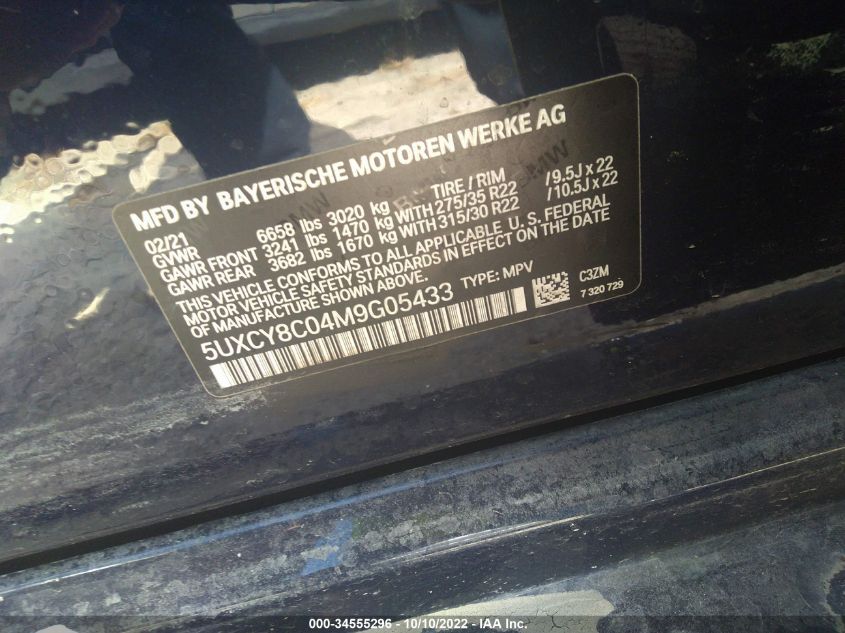 MFD BY BAYERISCHE MOTOREN WERKE AG
02/21 TIRE / RIM
GVWR 6658 lbs 3020 kg
GAWR FRONT 3241 lbs 1470 kg WITH 275/35 R22 /9.5J x 22
GAWR REAR 3682 lbs 1670 kg WITH 315/30 R22 /10.5J x 22
THIS VEHICLE CONFORMS TO ALL APPLICABLE U.S. FEDERAL
MOTOR VEHICLE SAFETY STANDARDS IN EFFECT ON THE DATE
OF MANUFACTURE SHOWN ABOVE.
5UXCY8C04M9G05433 TYPE: MPV C3ZM
7 320 729
BMW BMW BMW
000-34555296 - 10/10/2022 - IAA Inc.